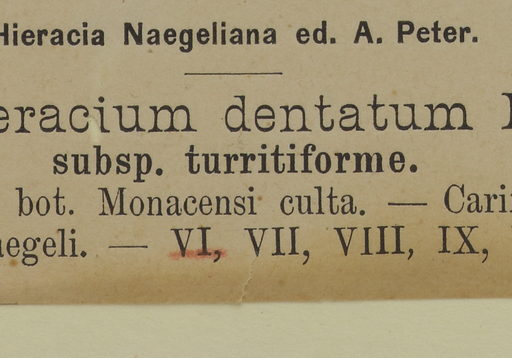 Hieracia Naegeliana ed. A. Peter.
eracium dentatum
subsp. turritiforme.
bot. Monacensi culta. — Cari
aegeli. — VI, VII, VIII, IX,